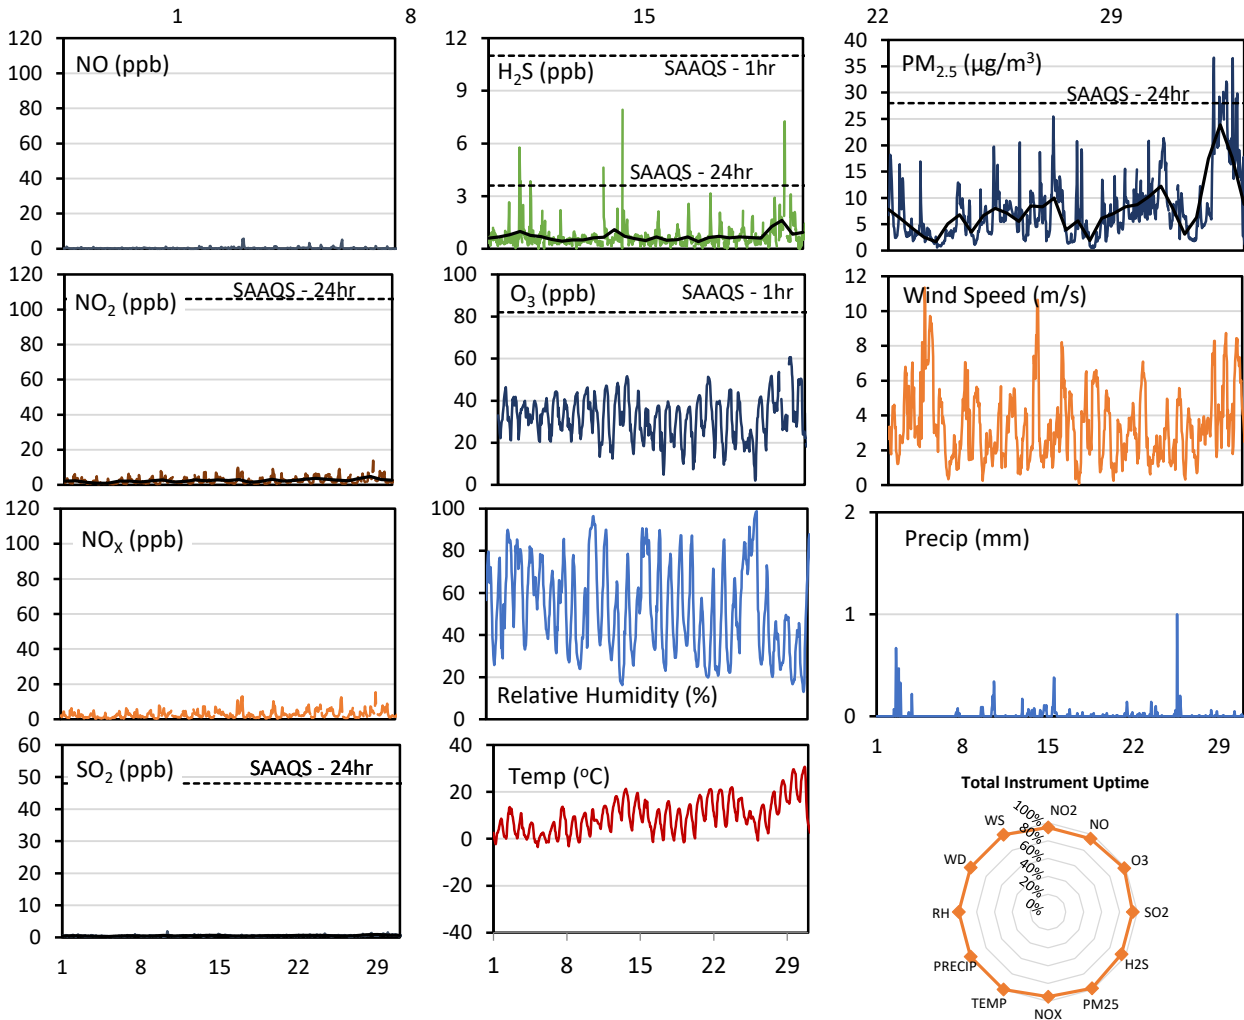 1 8 15 22 29
120
100
80
60
40
20
0
NO (ppb)
12
9
6
3
0
H₂S (ppb)
SAAQS - 1hr
SAAQS - 24hr
40
35
30
25
20
15
10
5
0
PM₂.₅ (µg/m³)
SAAQS - 24hr
120
100
80
60
40
20
0
NO₂ (ppb)
SAAQS - 24hr
100
80
60
40
20
0
O₃ (ppb)
SAAQS - 1hr
12
10
8
6
4
2
0
Wind Speed (m/s)
120
100
80
60
40
20
0
NOX (ppb)
100
80
60
40
20
0
Relative Humidity (%)
2
1
0
Precip (mm)
1 8 15 22 29
60
50
40
30
20
10
0
SO₂ (ppb)
SAAQS - 24hr
1 8 15 22 29
40
20
0
-20
-40
Temp (°C)
1 8 15 22 29
Total Instrument Uptime
100%
80%
60%
40%
20%
0%
NO2
NO
O3
SO2
H2S
PM25
NOX
TEMP
PRECIP
RH
WD
WS